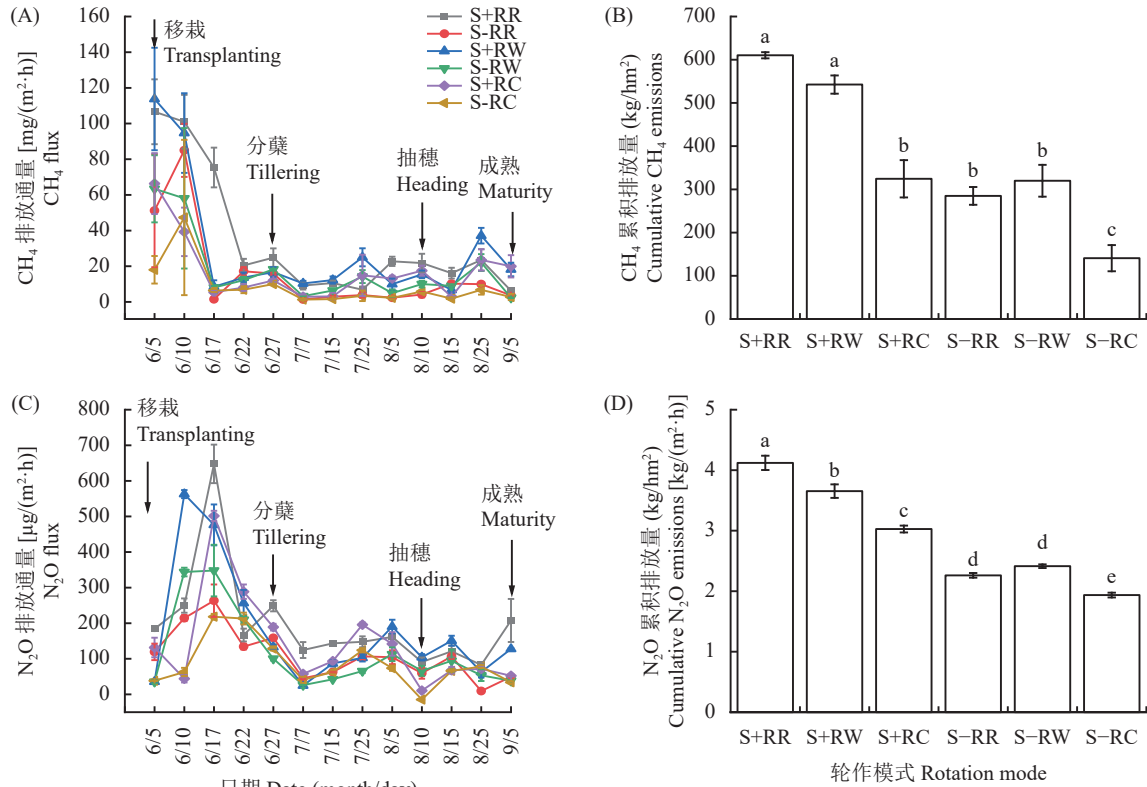 (A)
CH₄ 排放通量 [mg/(m²·h)]
CH₄ flux
160
140
120
100
80
60
40
20
0
移栽
Transplanting
分蘖
Tillering
抽穗
Heading
成熟
Maturity
S+RR
S-RR
S+RW
S-RW
S+RC
S-RC
6/5 6/10 6/17 6/22 6/27 7/7 7/15 7/25 8/5 8/10 8/15 8/25 9/5
(B)
CH₄ 累积排放量 (kg/hm²)
Cumulative CH₄ emissions
700
600
500
400
300
200
100
0
a a b b b c
S+RR S+RW S+RC S−RR S−RW S−RC
(C)
N₂O 排放通量 [μg/(m²·h)]
N₂O flux
800
700
600
500
400
300
200
100
0
移栽
Transplanting
分蘖
Tillering
抽穗
Heading
成熟
Maturity
6/5 6/10 6/17 6/22 6/27 7/7 7/15 7/25 8/5 8/10 8/15 8/25 9/5
日期 Date (month/day)
(D)
N₂O 累积排放量 (kg/hm²)
Cumulative N₂O emissions [kg/(m²·h)]
5
4
3
2
1
0
a b c d d e
S+RR S+RW S+RC S−RR S−RW S−RC
轮作模式 Rotation mode